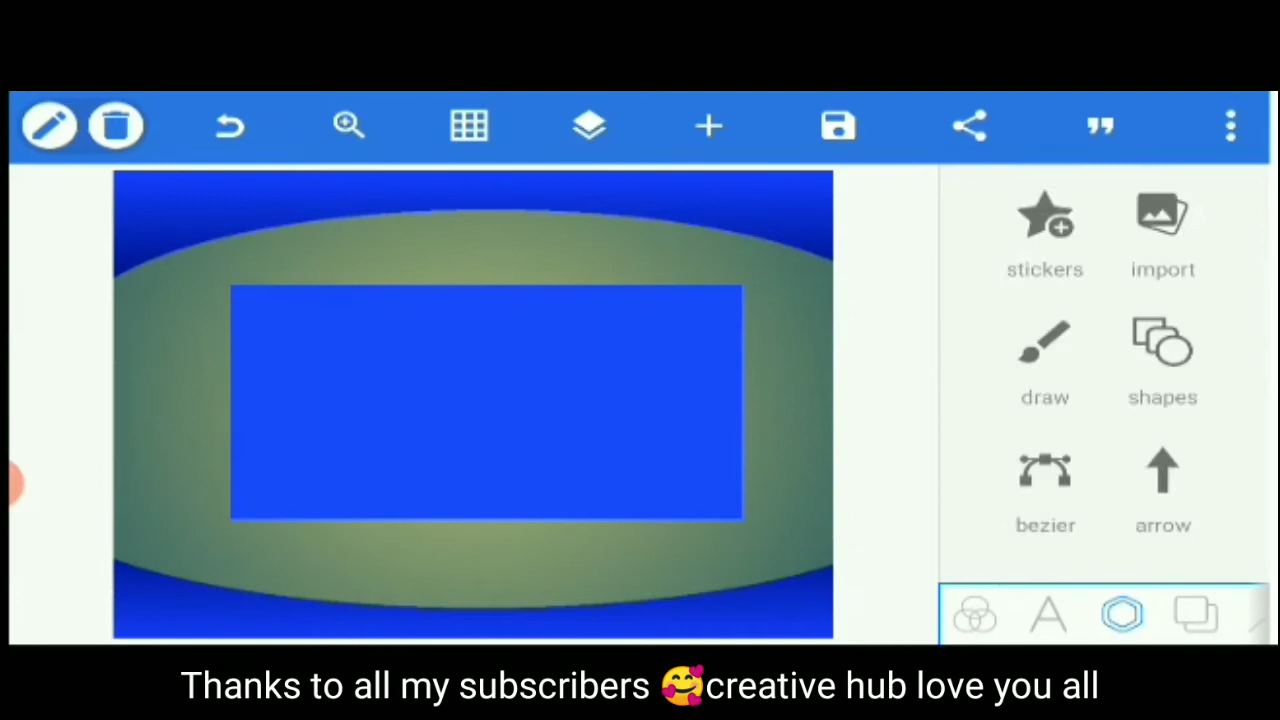 stickers
import
draw
shapes
bezier
arrow
Thanks to all my subscribers 🥰creative hub love you all